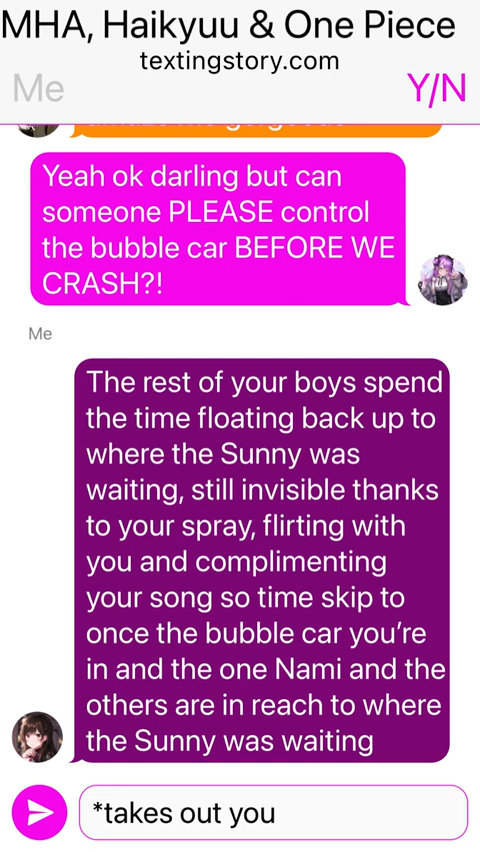 MHA, Haikyuu & One Piece
textingstory.com
Me
Y/N
Yeah ok darling but can
someone PLEASE control
the bubble car BEFORE WE
CRASH?!
Me
The rest of your boys spend
the time floating back up to
where the Sunny was
waiting, still invisible thanks
to your spray, flirting with
you and complimenting
your song so time skip to
once the bubble car you’re
in and the one Nami and the
others are in reach to where
the Sunny was waiting
*takes out you